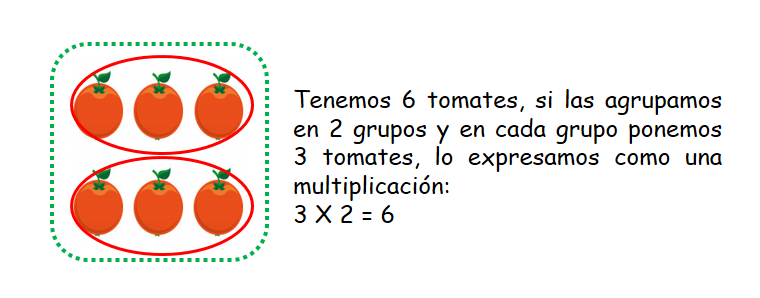 Tenemos 6 tomates, si las agrupamos
en 2 grupos y en cada grupo ponemos
3 tomates, lo expresamos como una
multiplicación:
3 X 2 = 6